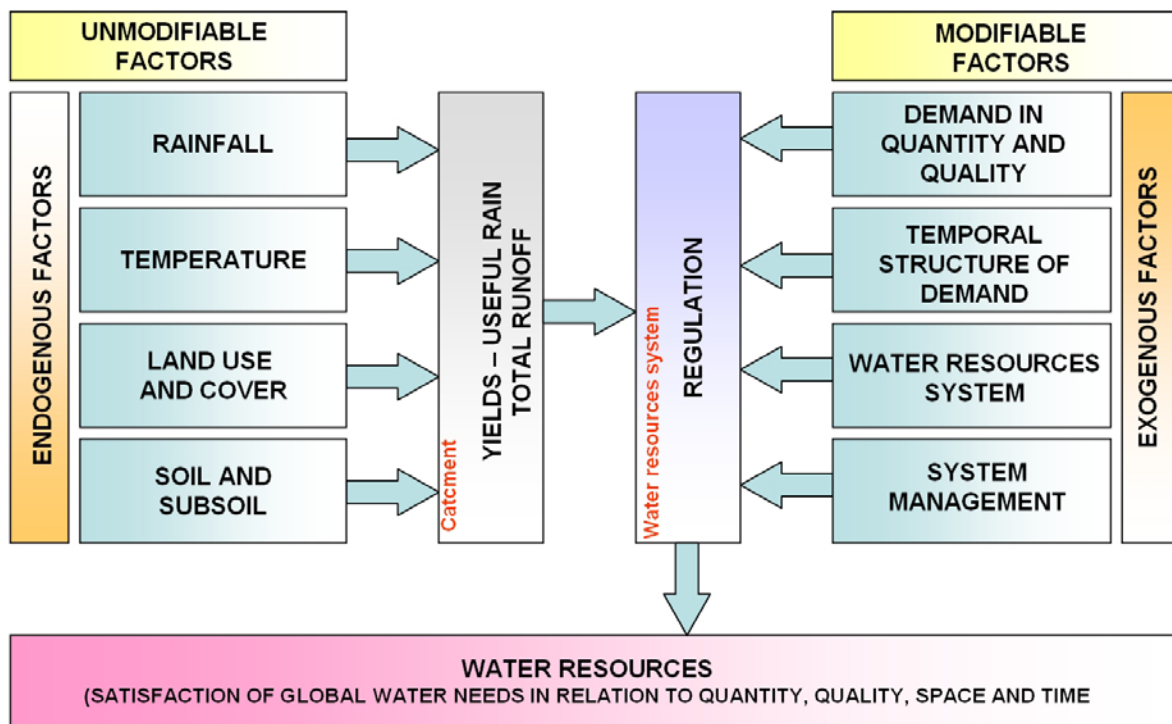 UNMODIFIABLE
FACTORS
MODIFIABLE
FACTORS
ENDOGENOUS FACTORS
RAINFALL
TEMPERATURE
LAND USE
AND COVER
SOIL AND
SUBSOIL
Catcment
YIELDS – USEFUL RAIN
TOTAL RUNOFF
Water resources system
REGULATION
DEMAND IN
QUANTITY AND
QUALITY
TEMPORAL
STRUCTURE OF
DEMAND
WATER RESOURCES
SYSTEM
SYSTEM
MANAGEMENT
EXOGENOUS FACTORS
WATER RESOURCES
(SATISFACTION OF GLOBAL WATER NEEDS IN RELATION TO QUANTITY, QUALITY, SPACE AND TIME